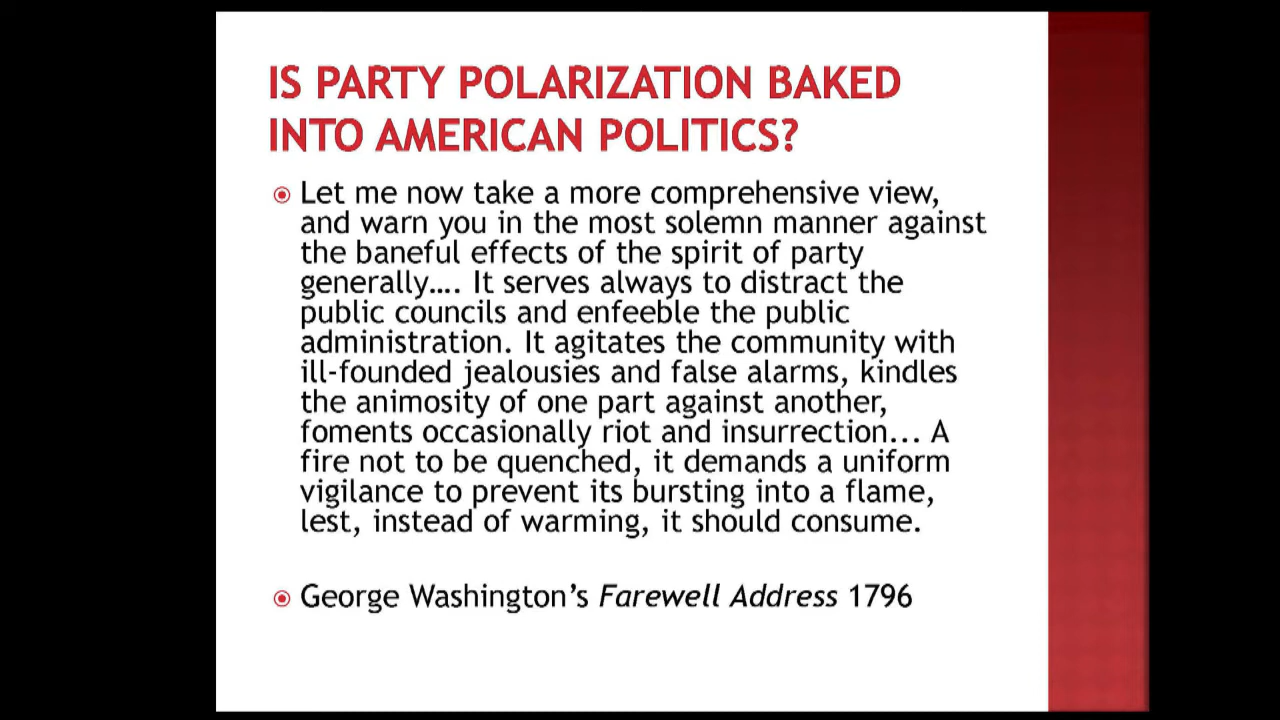 IS PARTY POLARIZATION BAKED
INTO AMERICAN POLITICS?
Let me now take a more comprehensive view,
and warn you in the most solemn manner against
the baneful effects of the spirit of party
generally…. It serves always to distract the
public councils and enfeeble the public
administration. It agitates the community with
ill-founded jealousies and false alarms, kindles
the animosity of one part against another,
foments occasionally riot and insurrection... A
fire not to be quenched, it demands a uniform
vigilance to prevent its bursting into a flame,
lest, instead of warming, it should consume.
George Washington’s Farewell Address 1796